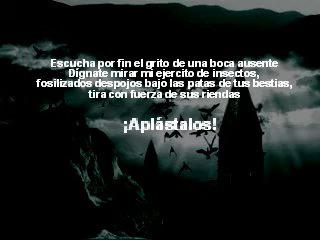 Escucha por fin el grito de una boca ausente
Dígnate mirar mi ejercito de insectos,
fosilizados despojos bajo las patas de tus bestias,
tira con fuerza de sus riendas
¡Aplástalos!